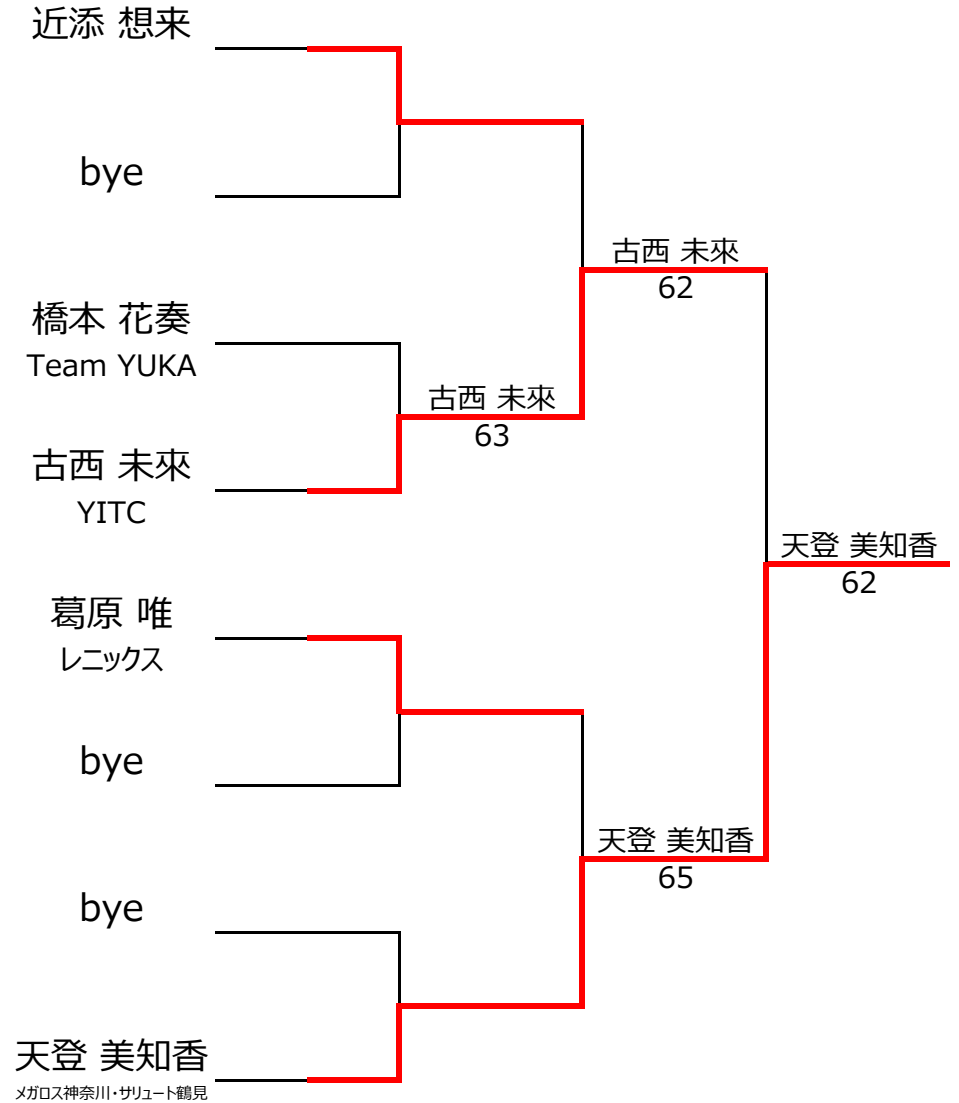 近添 想来
bye
橋本 花奏
Team YUKA
古西 未來
YITC
葛原 唯
レニックス
bye
bye
天登 美知香
メガロス神奈川・サリュート鶴見
古西 未來
63
古西 未來
62
天登 美知香
65
天登 美知香
62